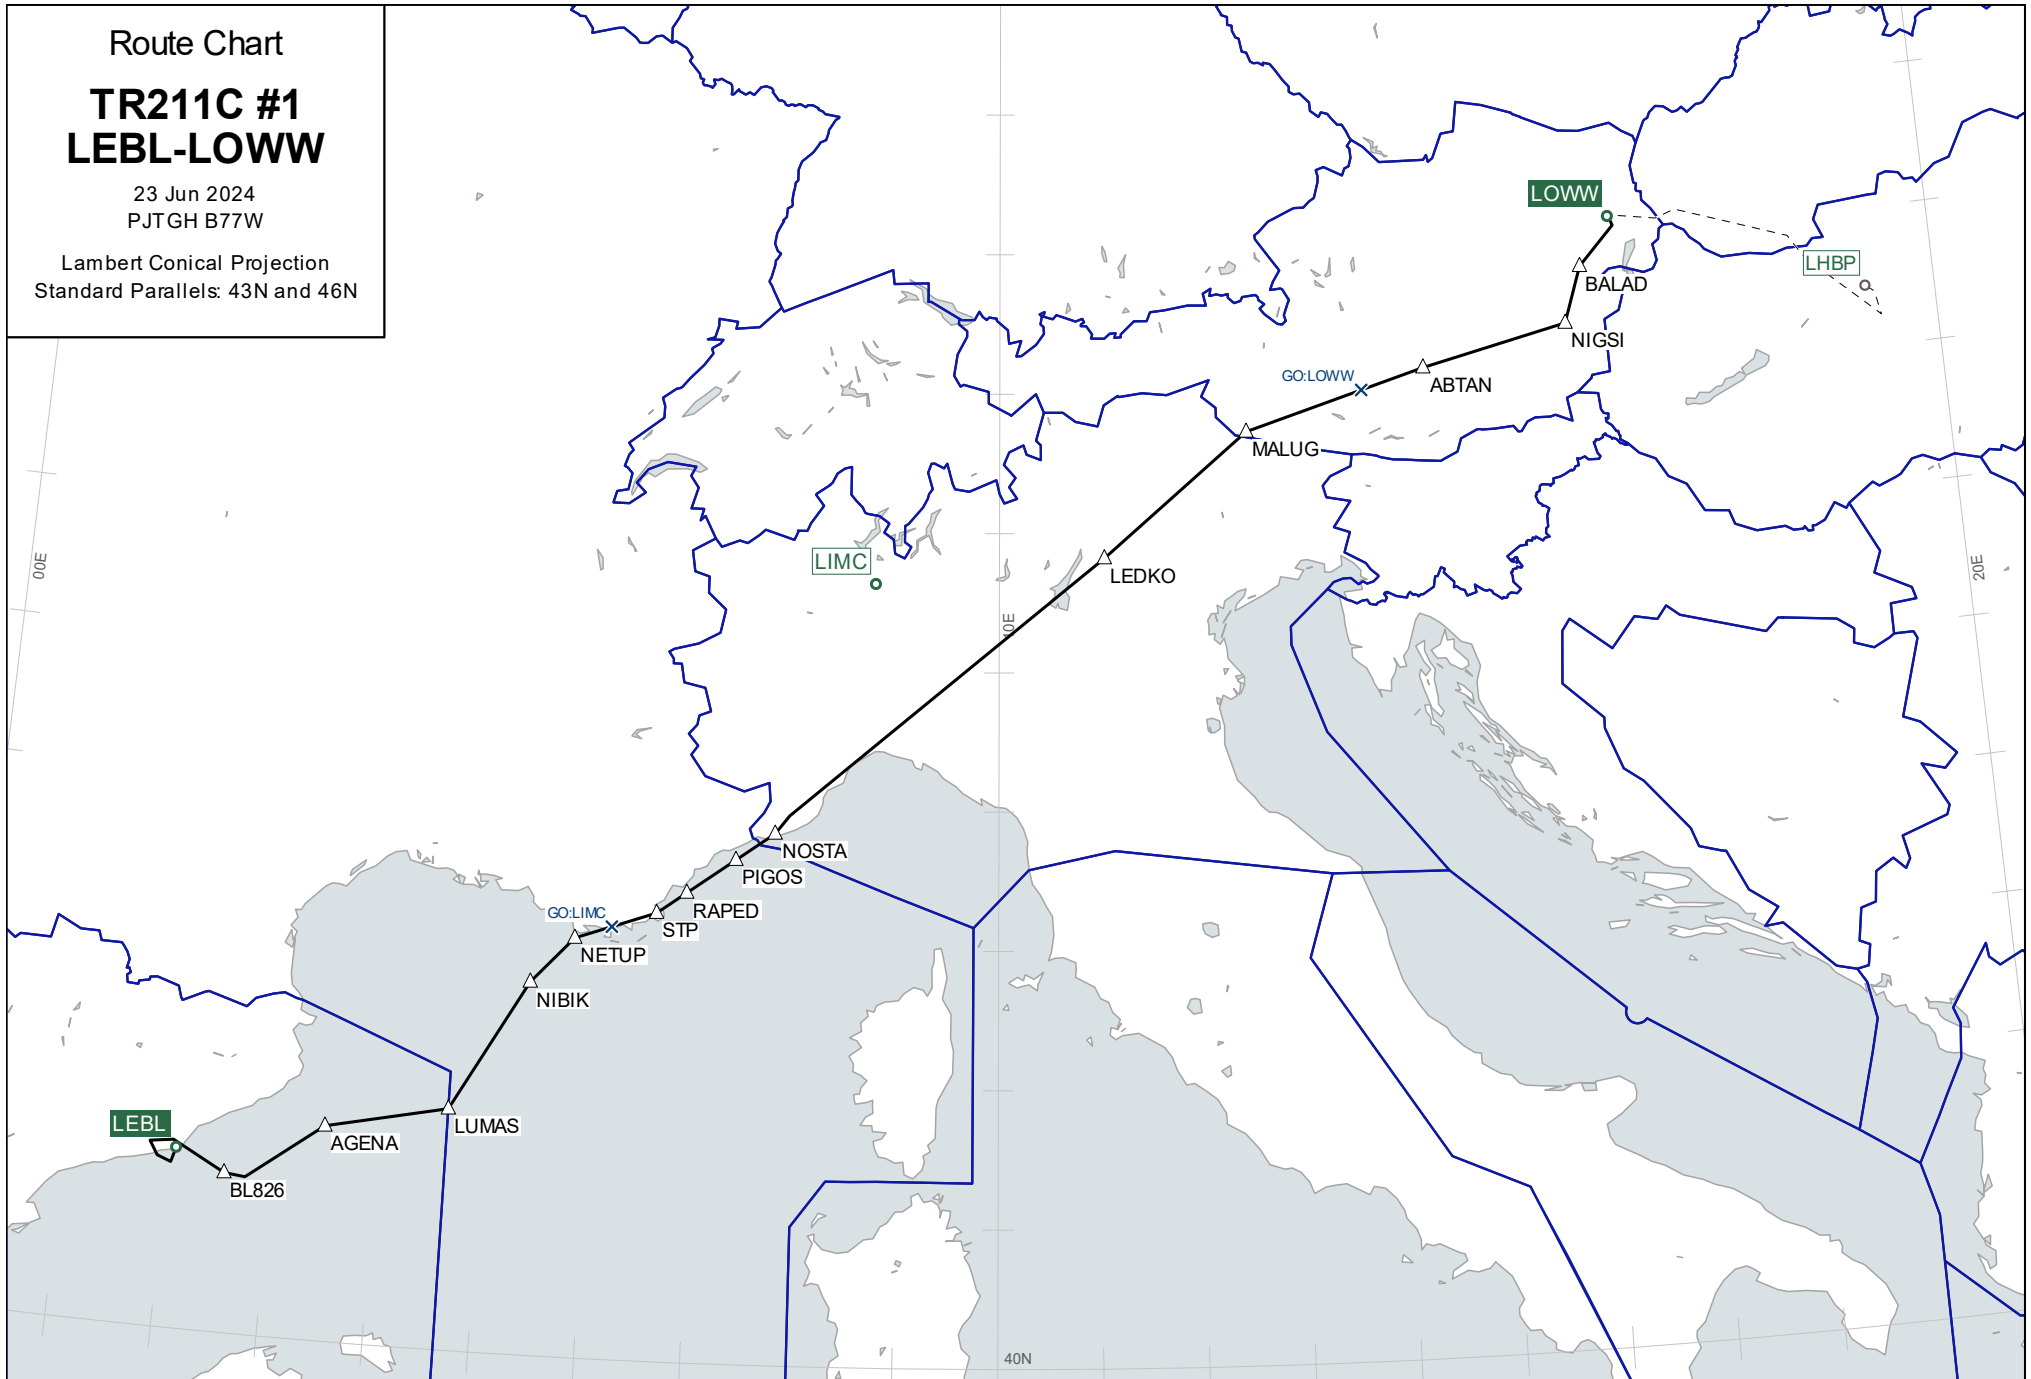 Route Chart
TR211C #1
LEBL-LOWW
23 Jun 2024
PJTGH B77W
Lambert Conical Projection
Standard Parallels: 43N and 46N
LOWW
LHBP
BALAD
NIGSI
GO:LOWW
ABTAN
MALUG
LIMC
LEDKO
00E
20E
10E
NOSTA
PIGOS
RAPED
GO:LIMC
STP
NETUP
NIBIK
LEBL
LUMAS
AGENA
BL826
40N